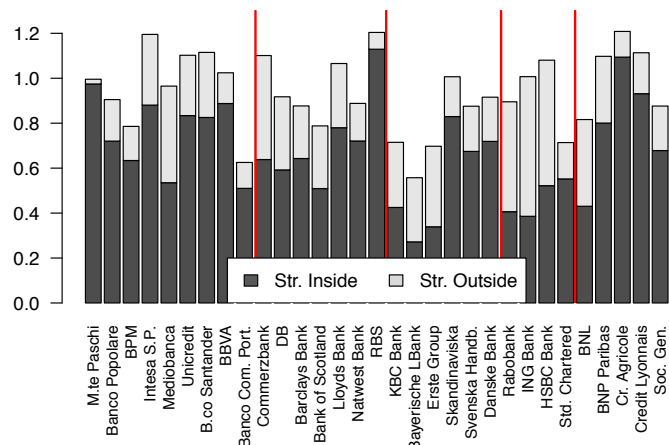 1.2
1.0
0.8
0.6
0.4
0.2
0.0
Str. Inside Str. Outside
M.te Paschi
Banco Popolare
BPM
Intesa S.P.
Mediobanca
Unicredit
B.co Santander
BBVA
Banco Com. Port.
Commerzbank
DB
Barclays Bank
Bank of Scotland
Lloyds Bank
Natwest Bank
RBS
KBC Bank
Bayerische LBank
Erste Group
Skandinaviska
Svenska Handb.
Danske Bank
Rabobank
ING Bank
HSBC Bank
Std. Chartered
BNL
BNP Paribas
Cr. Agricole
Credit Lyonnais
Soc. Gen.